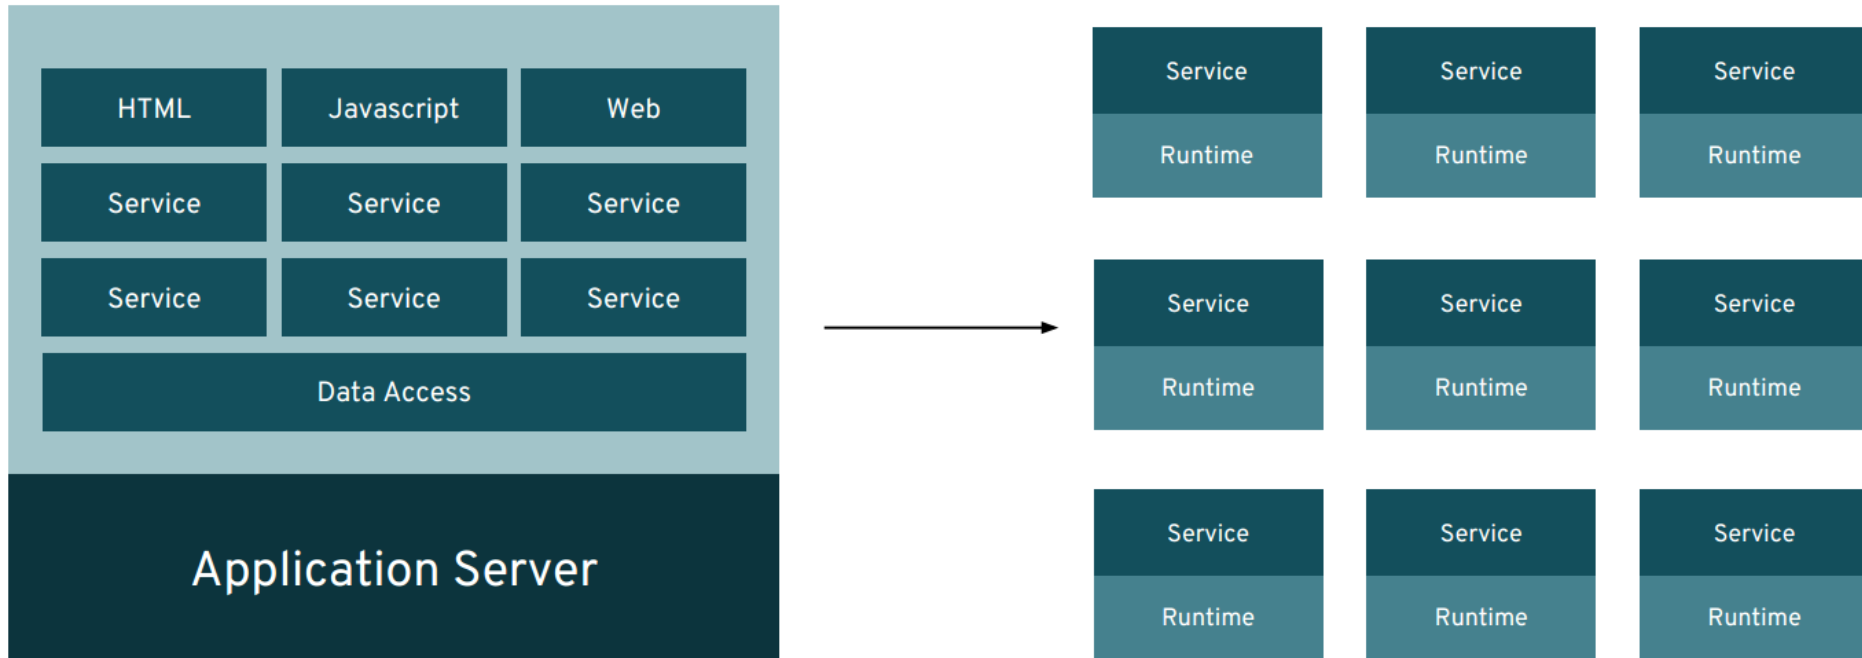 HTML Javascript Web
Service Service Service
Service Service Service
Data Access
Application Server
Service Service Service
Runtime Runtime Runtime
Service Service Service
Runtime Runtime Runtime
Service Service Service
Runtime Runtime Runtime